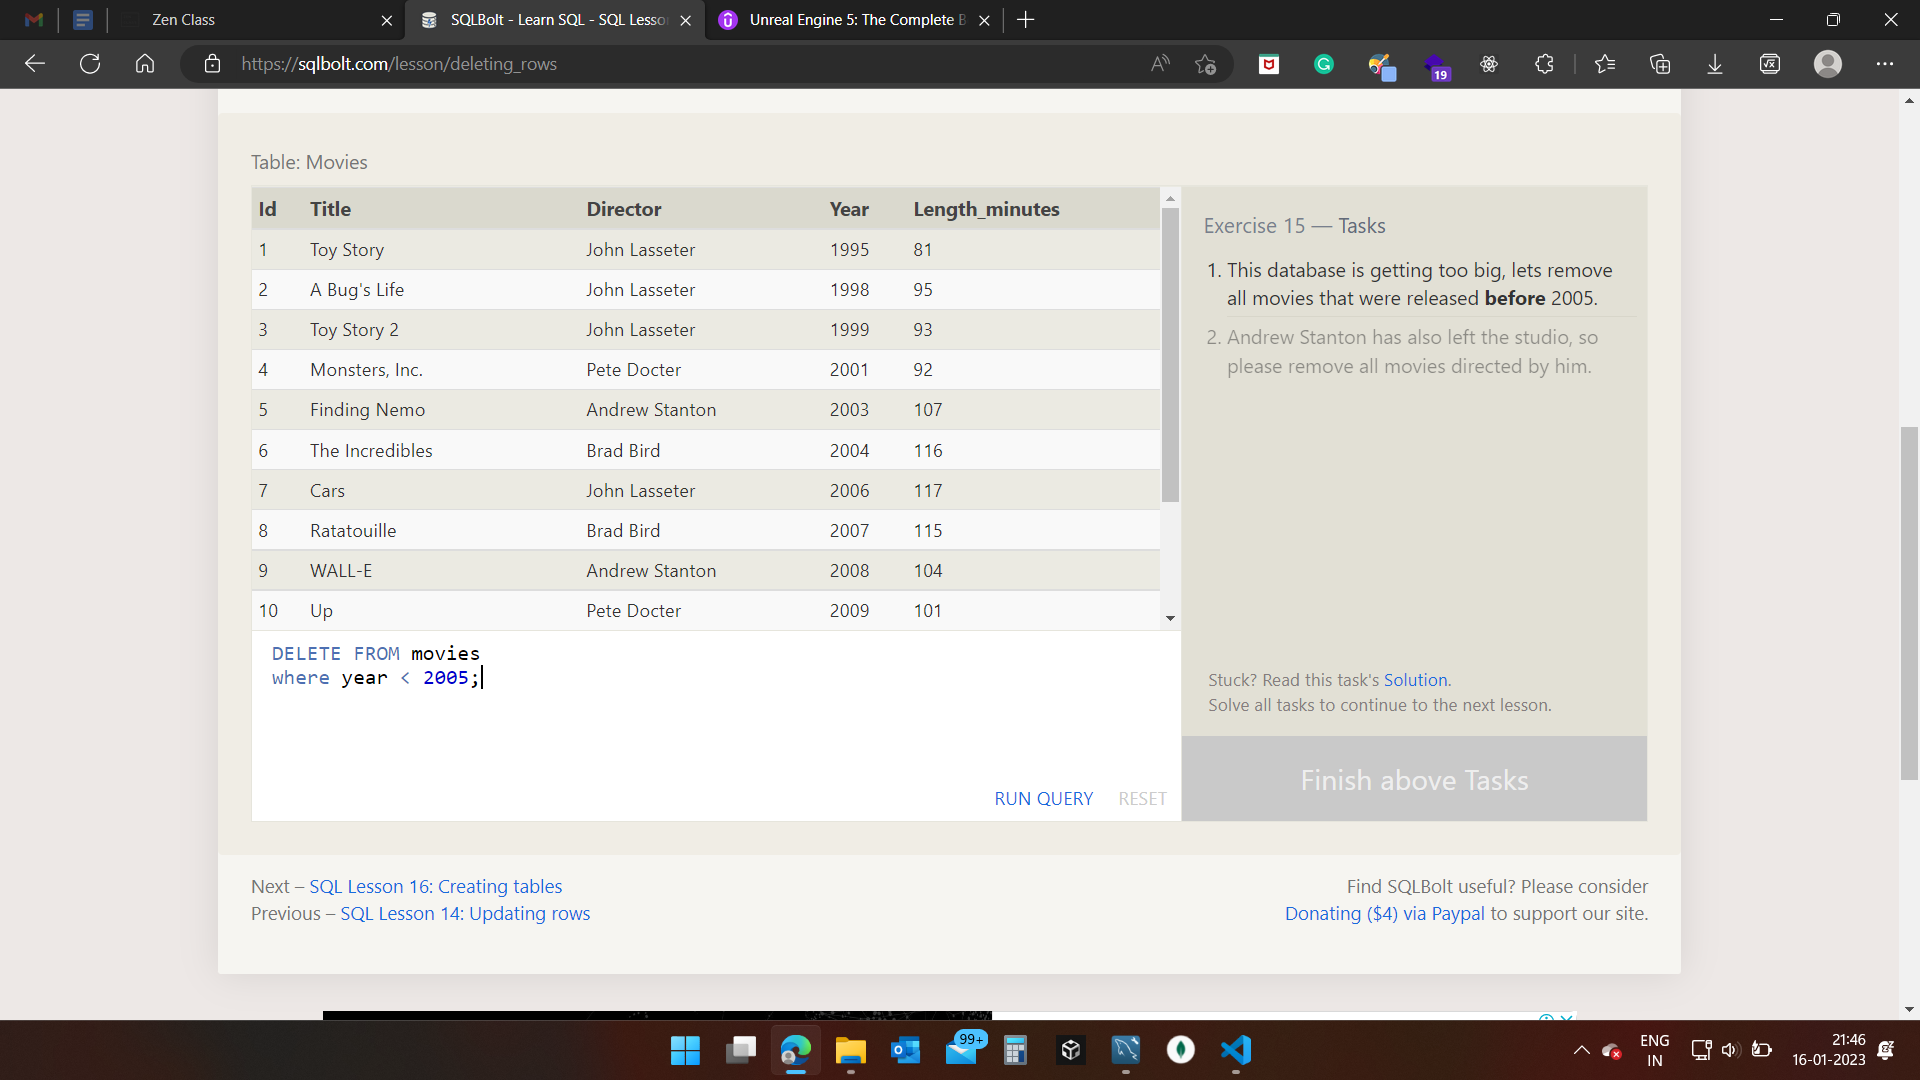 Zen Class
SQLBolt - Learn SQL - SQL Lesso
Unreal Engine 5: The Complete B
https://sqlbolt.com/lesson/deleting_rows
19
Table: Movies
Id Title Director Year Length_minutes
1 Toy Story John Lasseter 1995 81
2 A Bug's Life John Lasseter 1998 95
3 Toy Story 2 John Lasseter 1999 93
4 Monsters, Inc. Pete Docter 2001 92
5 Finding Nemo Andrew Stanton 2003 107
6 The Incredibles Brad Bird 2004 116
7 Cars John Lasseter 2006 117
8 Ratatouille Brad Bird 2007 115
9 WALL-E Andrew Stanton 2008 104
10 Up Pete Docter 2009 101
DELETE FROM movies
where year < 2005;
RUN QUERY RESET
Exercise 15 — Tasks
1. This database is getting too big, lets remove
all movies that were released before 2005.
2. Andrew Stanton has also left the studio, so
please remove all movies directed by him.
Stuck? Read this task's Solution.
Solve all tasks to continue to the next lesson.
Finish above Tasks
Next – SQL Lesson 16: Creating tables
Previous – SQL Lesson 14: Updating rows
Find SQLBolt useful? Please consider
Donating ($4) via Paypal to support our site.
99+
ENG
IN
21:46
16-01-2023